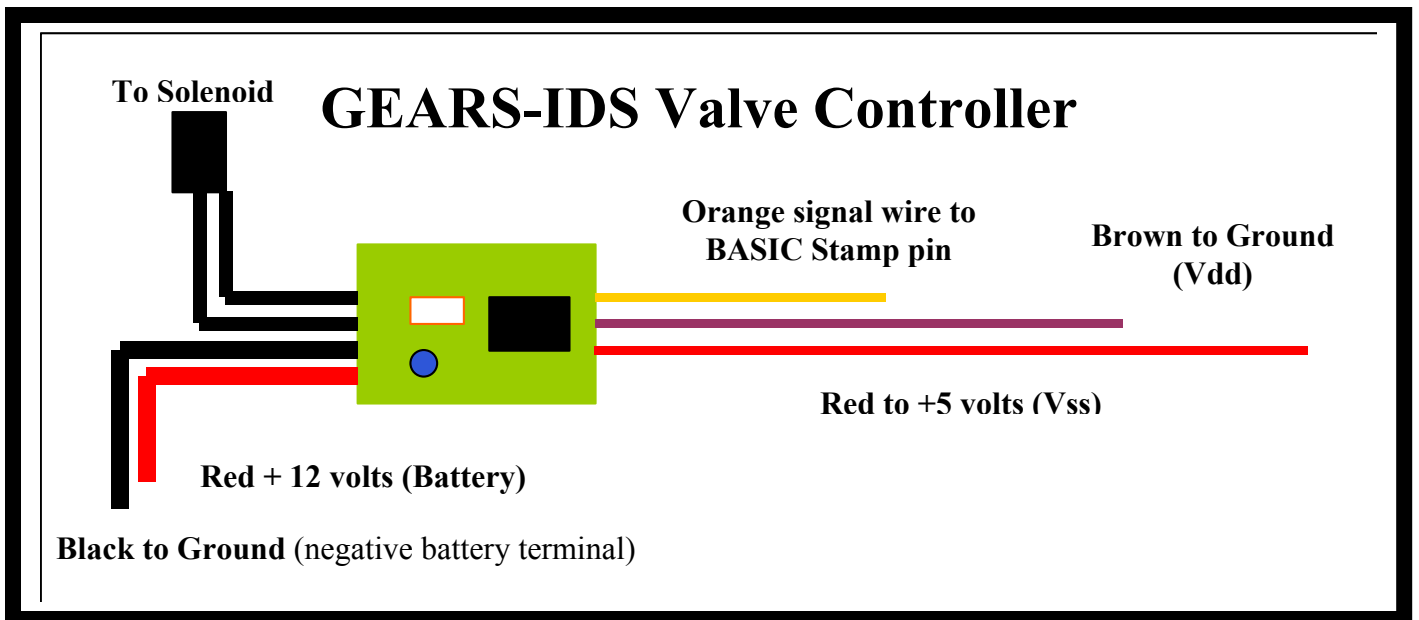 To Solenoid
GEARS-IDS Valve Controller
Orange signal wire to
BASIC Stamp pin
Brown to Ground
(Vdd)
Red to +5 volts (Vss)
Red + 12 volts (Battery)
Black to Ground (negative battery terminal)